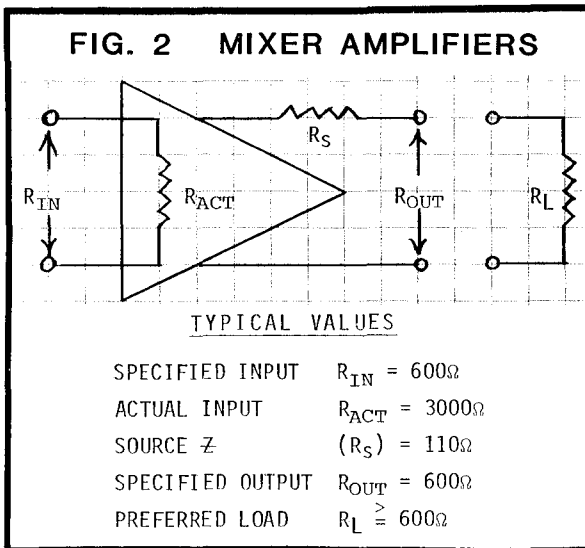 FIG. 2 MIXER AMPLIFIERS
R_S
R_IN
R_ACT
R_OUT
R_L
TYPICAL VALUES
SPECIFIED INPUT R_IN = 600Ω
ACTUAL INPUT R_ACT = 3000Ω
SOURCE Z (R_S) = 110Ω
SPECIFIED OUTPUT R_OUT = 600Ω
PREFERRED LOAD R_L ≥ 600Ω